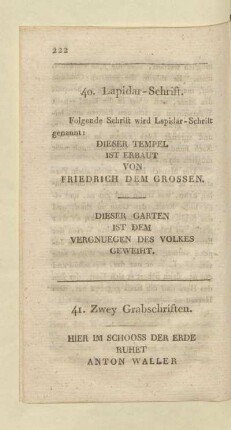 222
40. Lapidar-Schrift.
Folgende Schrift wird Lapidar-Schrift
genannt:
DIESER TEMPEL
IST ERBAUT
VON
FRIEDRICH DEM GROSSEN.
DIESER GARTEN
IST DEM
VERGNUEGEN DES VOLKES
GEWEIHT.
41. Zwey Grabschriften.
HIER IM SCHOOSS DER ERDE
RUHET
ANTON WALLER